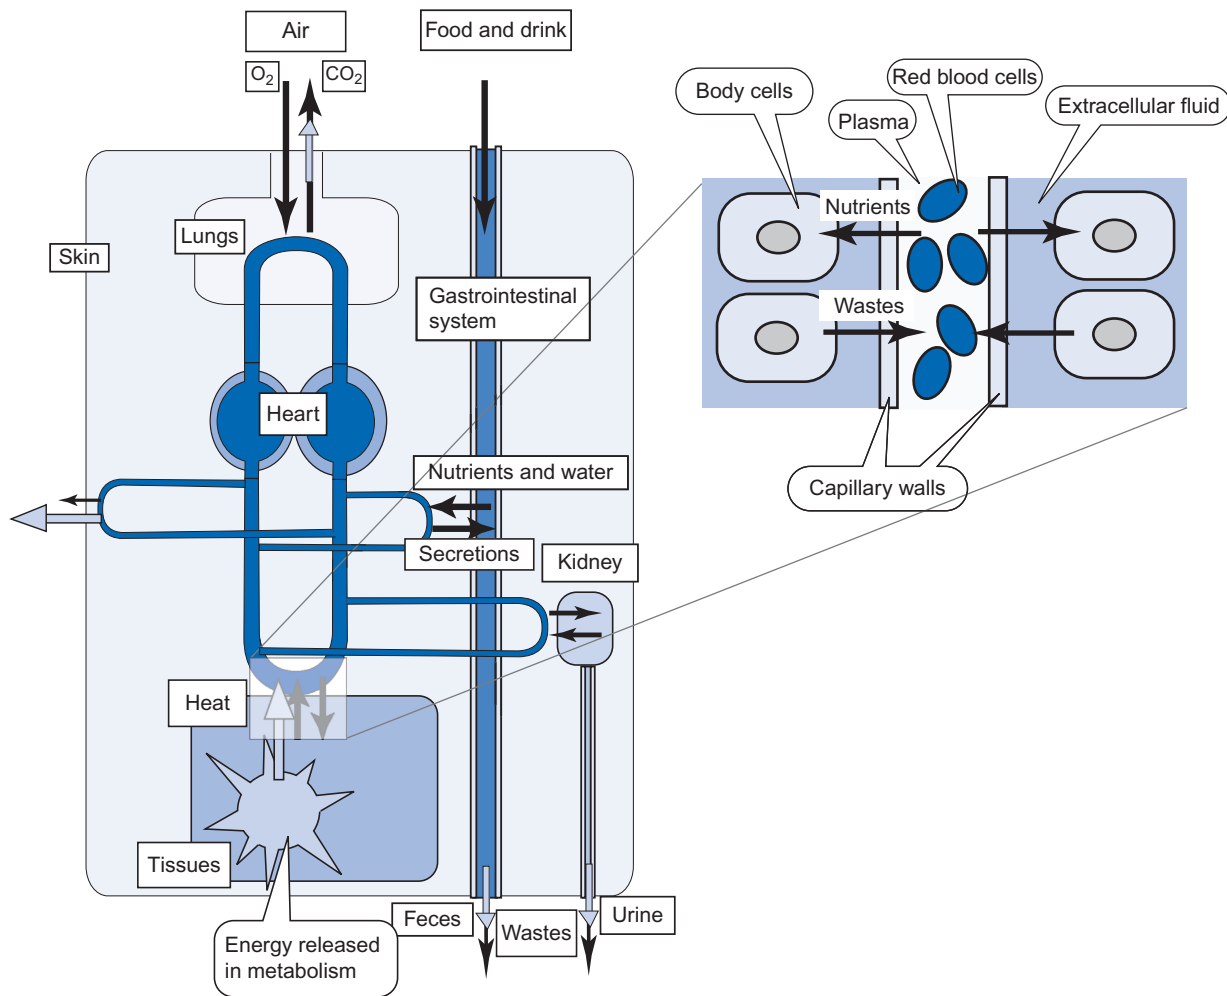 Air
Food and drink
O₂
CO₂
Lungs
Skin
Gastrointestinal
system
Heart
Nutrients and water
Secretions
Kidney
Heat
Tissues
Energy released
in metabolism
Feces
Wastes
Urine
Body cells
Red blood cells
Plasma
Extracellular fluid
Nutrients
Wastes
Capillary walls